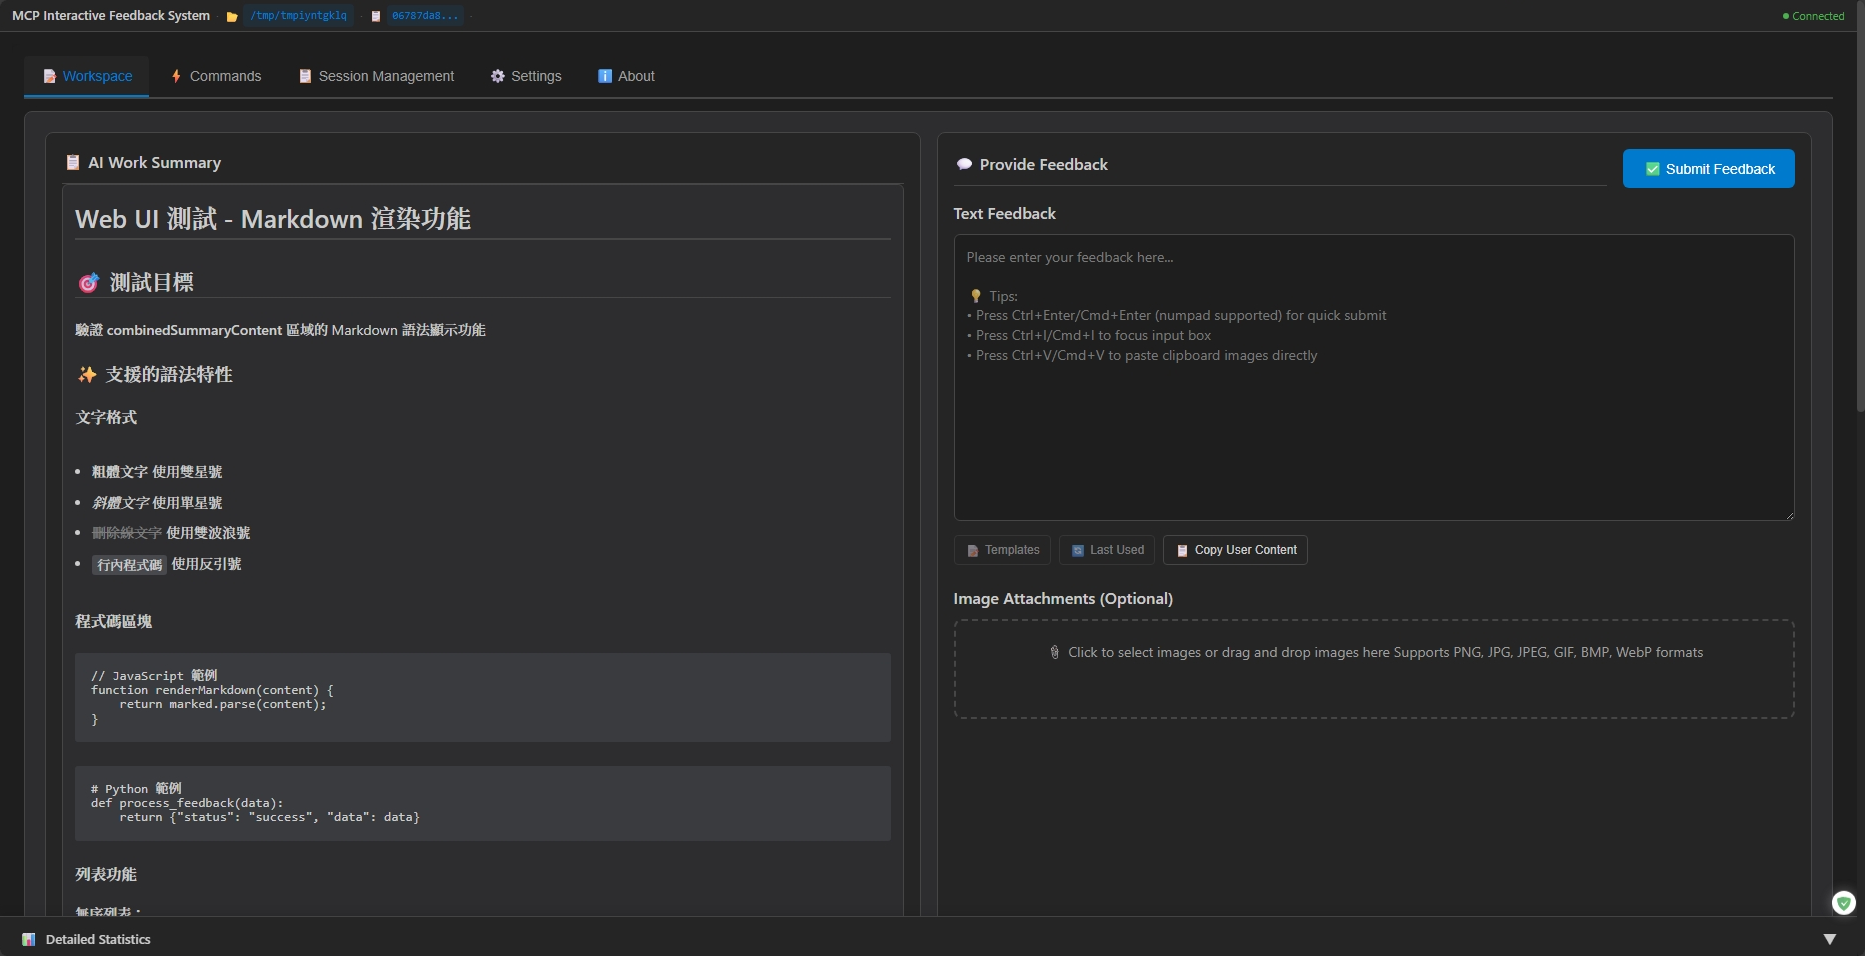 MCP Interactive Feedback System
/tmp/tmpiyntgklq
06787da8...
Connected
Workspace
Commands
Session Management
Settings
About
AI Work Summary
Web UI 測試 - Markdown 渲染功能
測試目標
驗證 combinedSummaryContent 區域的 Markdown 語法顯示功能
支援的語法特性
文字格式
• 粗體文字 使用雙星號
• 斜體文字 使用單星號
• 刪除線文字 使用雙波浪號
• 行內程式碼 使用反引號
程式碼區塊
// JavaScript 範例
function renderMarkdown(content) {
    return marked.parse(content);
}
# Python 範例
def process_feedback(data):
    return {"status": "success", "data": data}
列表功能
無序列表：
Provide Feedback
Submit Feedback
Text Feedback
Please enter your feedback here...
Tips:
• Press Ctrl+Enter/Cmd+Enter (numpad supported) for quick submit
• Press Ctrl+I/Cmd+I to focus input box
• Press Ctrl+V/Cmd+V to paste clipboard images directly
Templates
Last Used
Copy User Content
Image Attachments (Optional)
Click to select images or drag and drop images here Supports PNG, JPG, JPEG, GIF, BMP, WebP formats
Detailed Statistics